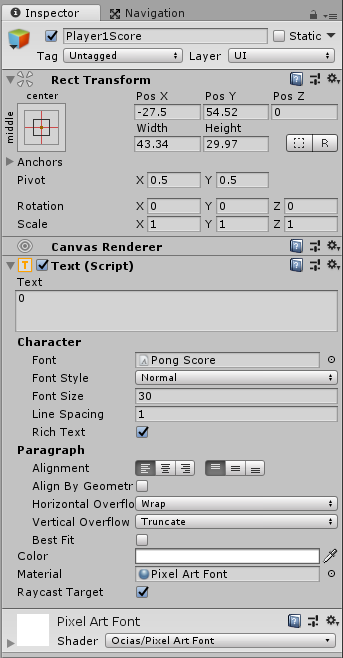 Inspector Navigation
Player1Score Static
Tag Untagged Layer UI
Rect Transform
center Pos X Pos Y Pos Z
middle -27.5 54.52 0
Width Height
43.34 29.97 R
Anchors
Pivot X 0.5 Y 0.5
Rotation X 0 Y 0 Z 0
Scale X 1 Y 1 Z 1
Canvas Renderer
T Text (Script)
Text
0
Character
Font Pong Score
Font Style Normal
Font Size 30
Line Spacing 1
Rich Text
Paragraph
Alignment
Align By Geometr
Horizontal Overflo Wrap
Vertical Overflow Truncate
Best Fit
Color
Material Pixel Art Font
Raycast Target
Pixel Art Font
Shader Ocias/Pixel Art Font